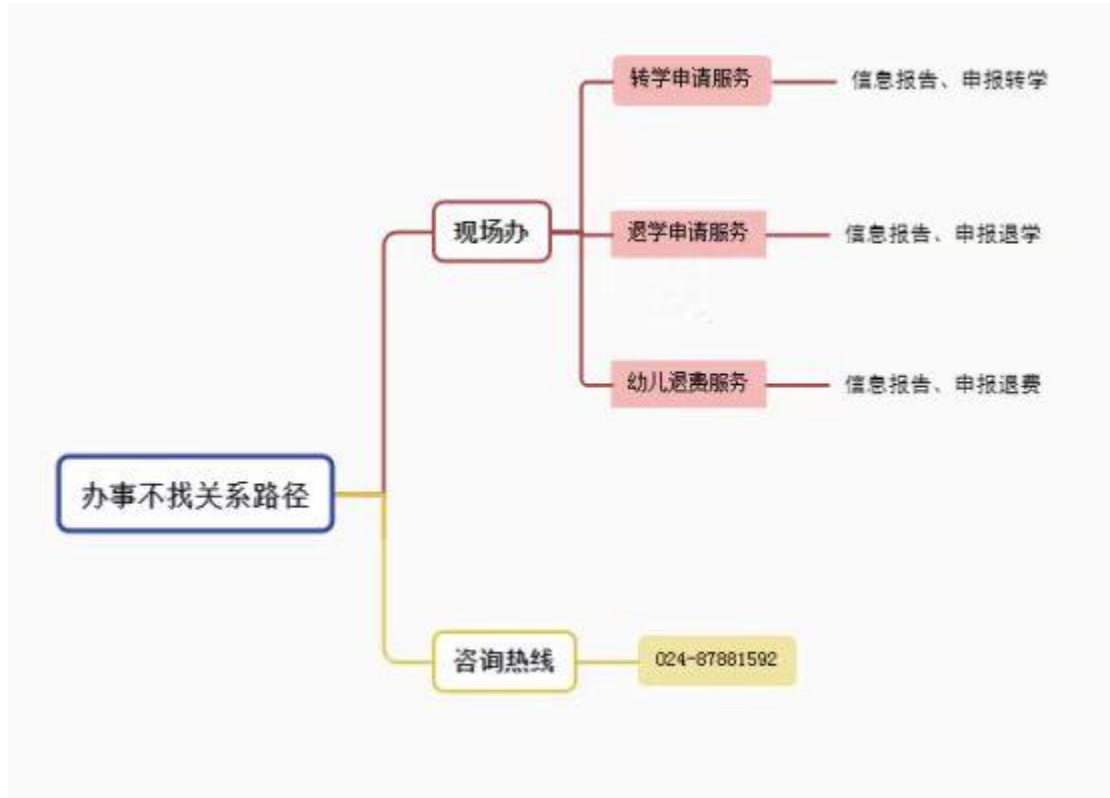 转学申请服务
信息报告、申报转学
现场办
退学申请服务
信息报告、申报退学
幼儿退费服务
信息报告、申报退费
办事不找关系路径
咨询热线
024-87881592